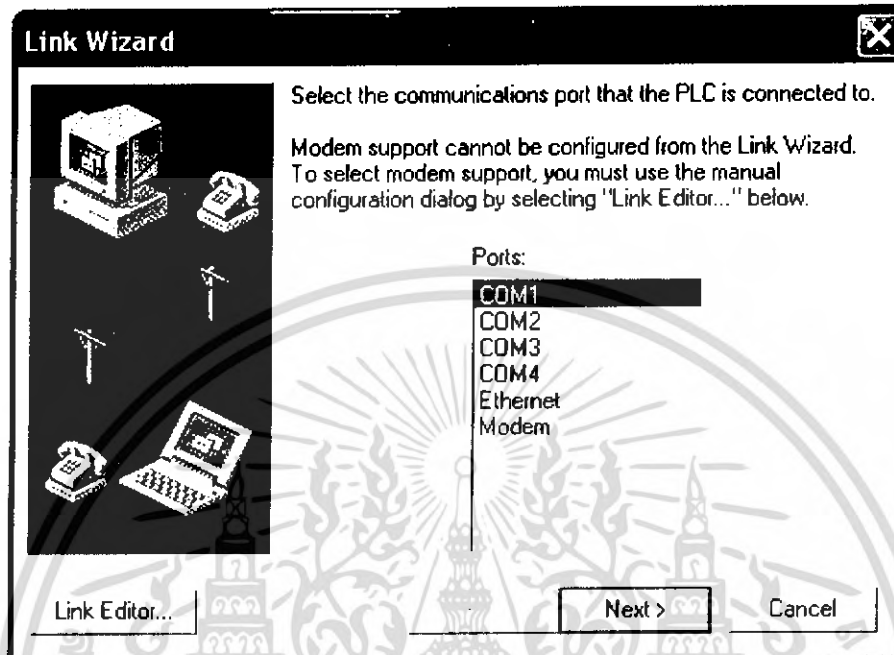 Link Wizard
Select the communications port that the PLC is connected to.
Modem support cannot be configured from the Link Wizard.
To select modem support, you must use the manual
configuration dialog by selecting "Link Editor..." below.
Ports:
COM1
COM2
COM3
COM4
Ethernet
Modem
Link Editor...
Next >
Cancel